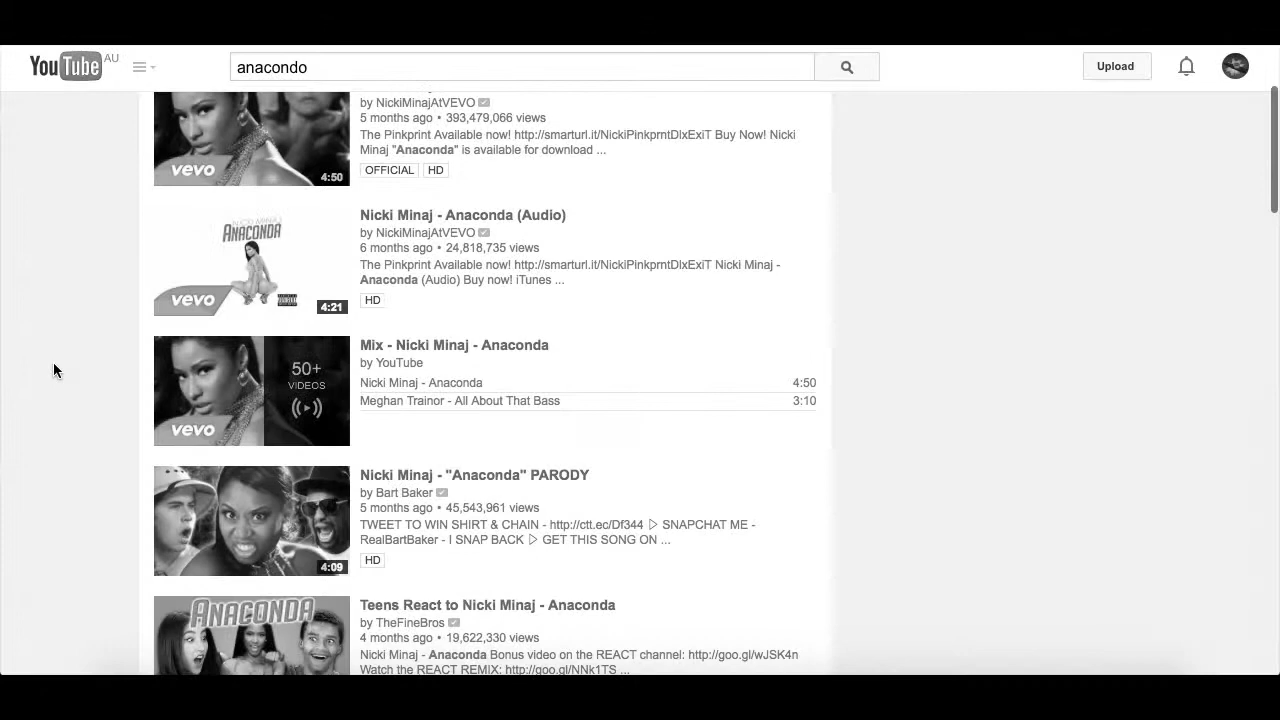 YouTube AU
anacondo
Upload
by NickiMinajAtVEVO
5 months ago • 393,479,066 views
The Pinkprint Available now! http://smarturl.it/NickiPinkprntDlxExiT Buy Now! Nicki
Minaj "Anaconda" is available for download ...
OFFICIAL HD
vevo
4:50
Nicki Minaj - Anaconda (Audio)
by NickiMinajAtVEVO
6 months ago • 24,818,735 views
The Pinkprint Available now! http://smarturl.it/NickiPinkprntDlxExiT Nicki Minaj -
Anaconda (Audio) Buy now! iTunes ...
HD
NICKI MINAJ
ANACONDA
vevo
4:21
Mix - Nicki Minaj - Anaconda
by YouTube
Nicki Minaj - Anaconda 4:50
Meghan Trainor - All About That Bass 3:10
50+
VIDEOS
vevo
Nicki Minaj - "Anaconda" PARODY
by Bart Baker
5 months ago • 45,543,961 views
TWEET TO WIN SHIRT & CHAIN - http://ctt.ec/Df344 ▷ SNAPCHAT ME -
RealBartBaker - I SNAP BACK ▷ GET THIS SONG ON ...
HD
4:09
Teens React to Nicki Minaj - Anaconda
by TheFineBros
4 months ago • 19,622,330 views
Nicki Minaj - Anaconda Bonus video on the REACT channel: http://goo.gl/wJSK4n
Watch the REACT REMIX: http://goo.gl/NNk1TS ...
ANACONDA